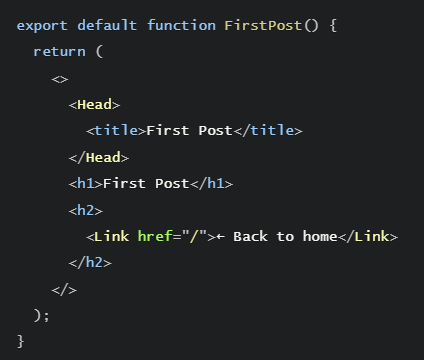 export default function FirstPost() {
  return (
    <>
      <Head>
        <title>First Post</title>
      </Head>
      <h1>First Post</h1>
      <h2>
        <Link href="/">← Back to home</Link>
      </h2>
    </>
  );
}